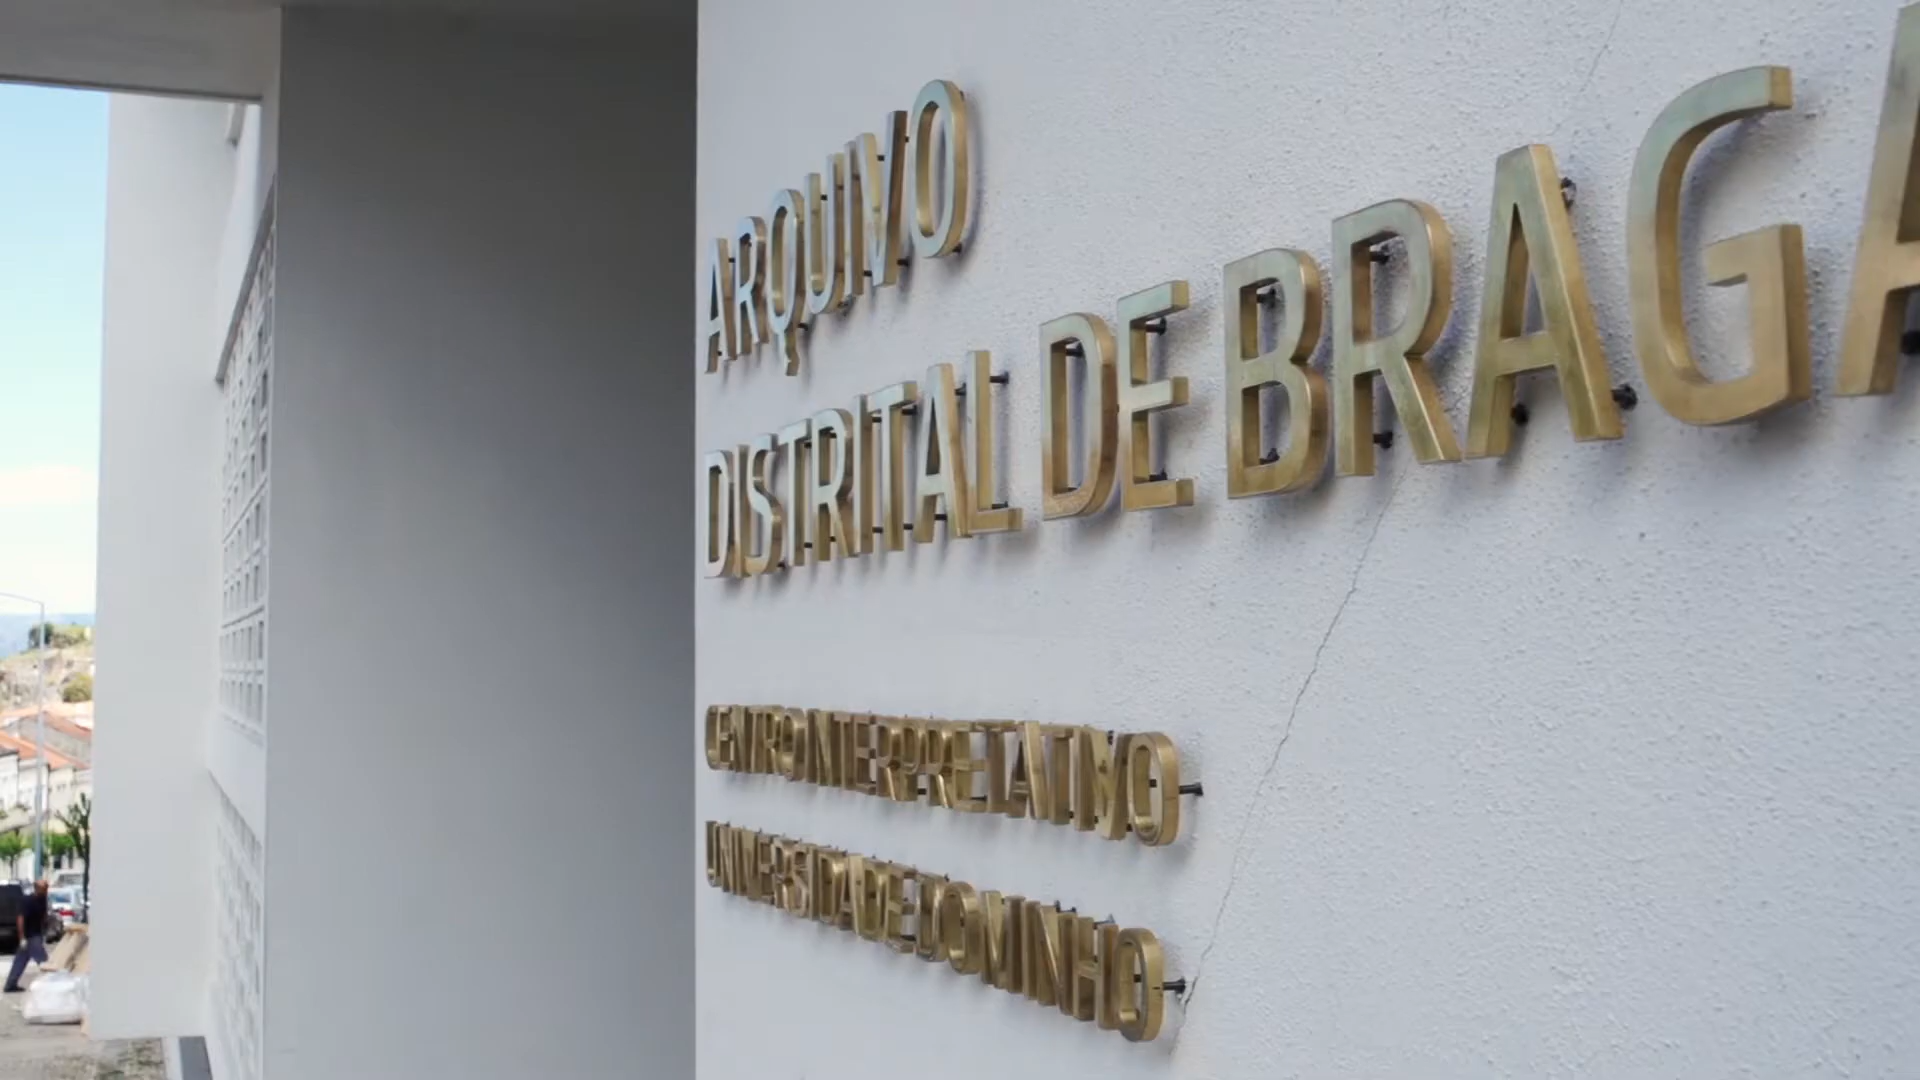 ARQUIVO
DISTRITAL DE BRAGA
CENTRO INTERPRETATIVO
UNIVERSIDADE DO MINHO